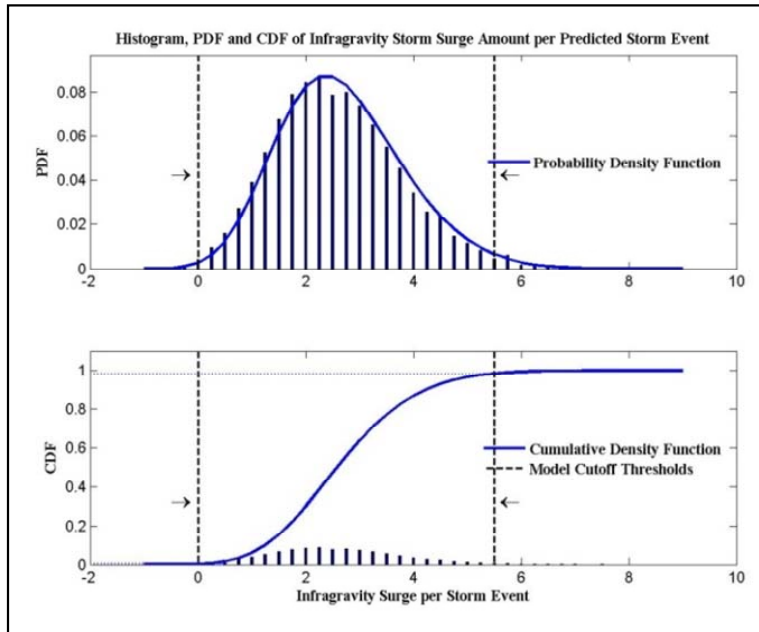 Histogram, PDF and CDF of Infragravity Storm Surge Amount per Predicted Storm Event
0.08
0.06
0.04
0.02
0
PDF
Probability Density Function
-2 0 2 4 6 8 10
1
0.8
0.6
0.4
0.2
0
CDF
Cumulative Density Function
Model Cutoff Thresholds
-2 0 2 4 6 8 10
Infragravity Surge per Storm Event